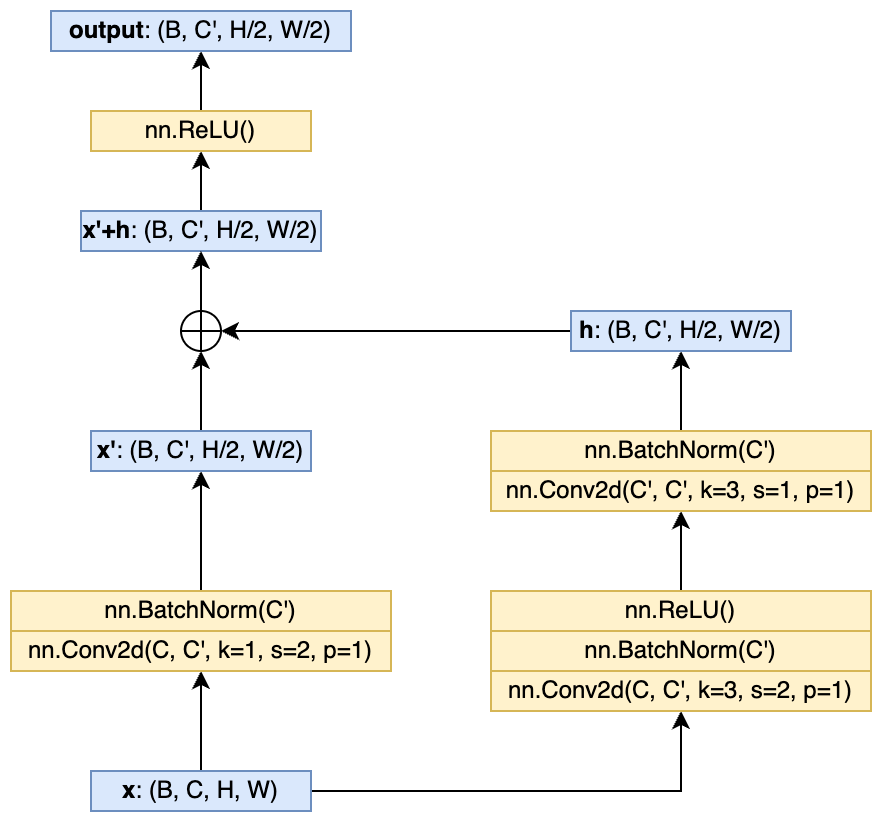 output: (B, C', H/2, W/2)
nn.ReLU()
x'+h: (B, C', H/2, W/2)
h: (B, C', H/2, W/2)
x': (B, C', H/2, W/2)
nn.BatchNorm(C')
nn.Conv2d(C', C', k=3, s=1, p=1)
nn.BatchNorm(C')
nn.Conv2d(C, C', k=1, s=2, p=1)
nn.ReLU()
nn.BatchNorm(C')
nn.Conv2d(C, C', k=3, s=2, p=1)
x: (B, C, H, W)